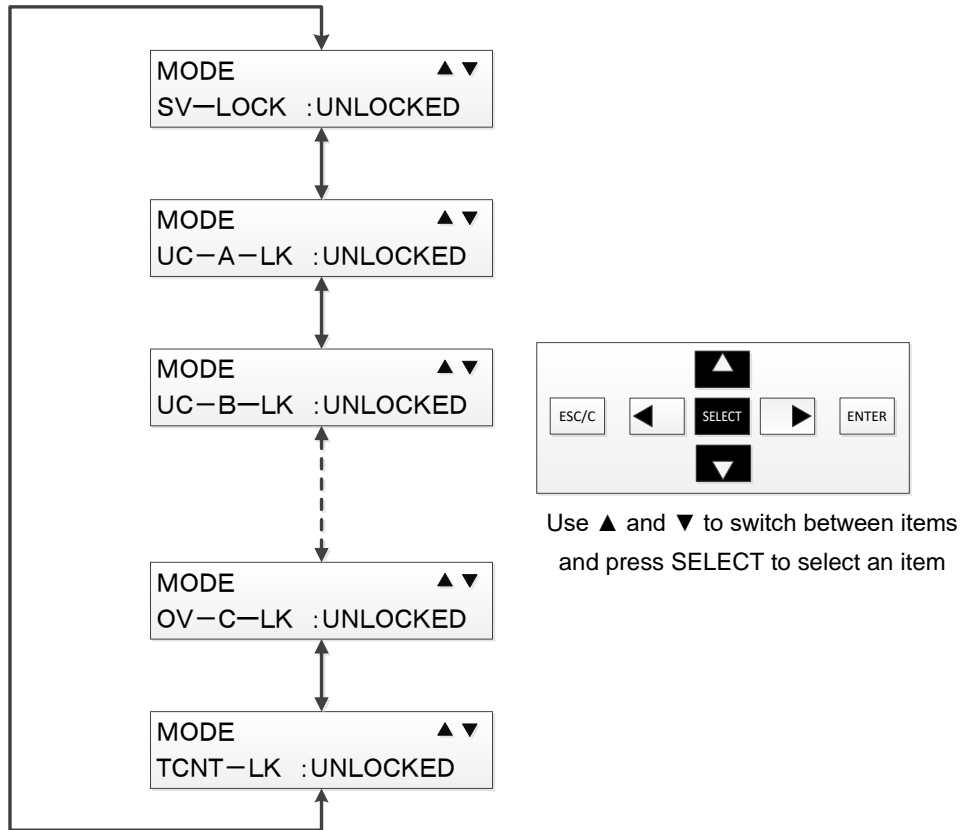 MODE ▲ ▼
SV－LOCK :UNLOCKED
MODE ▲ ▼
UC－A－LK :UNLOCKED
MODE ▲ ▼
UC－B－LK :UNLOCKED
ESC/C ◀ ▲ SELECT ▼ ▶ ENTER
Use ▲ and ▼ to switch between items
and press SELECT to select an item
MODE ▲ ▼
OV－C－LK :UNLOCKED
MODE ▲ ▼
TCNT－LK :UNLOCKED